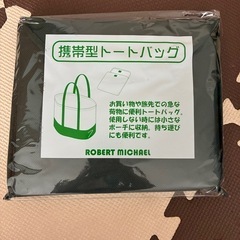 携帯型トートバッグ
お買い物や旅先での急な
荷物に便利トートバッグ。
使用しない時には小さな
ポーチに収納、持ち運び
にも便利です。
ROBERT MICHAEL